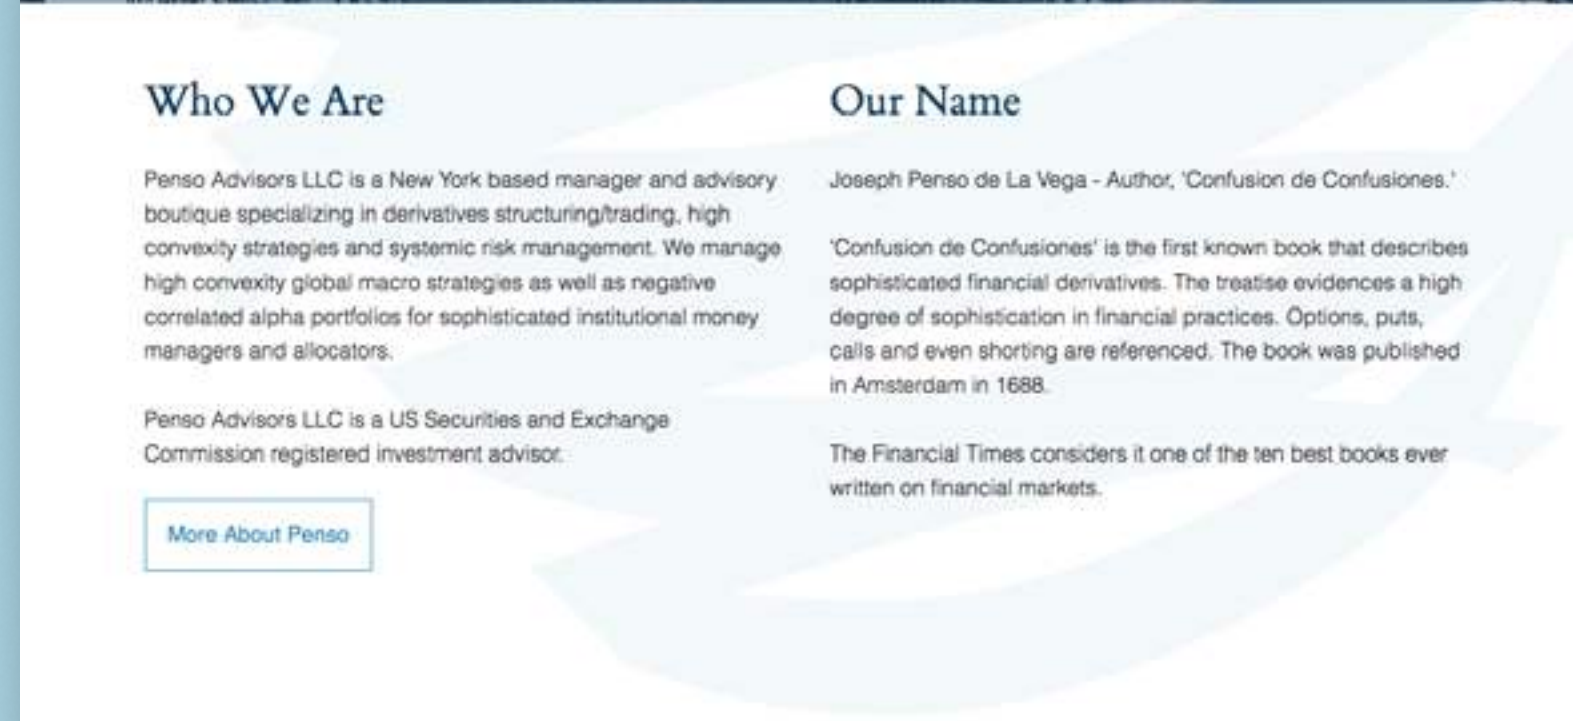 Who We Are
Penso Advisors LLC is a New York based manager and advisory
boutique specializing in derivatives structuring/trading, high
convexity strategies and systemic risk management. We manage
high convexity global macro strategies as well as negative
correlated alpha portfolios for sophisticated institutional money
managers and allocators.
Penso Advisors LLC is a US Securities and Exchange
Commission registered investment advisor.
More About Penso
Our Name
Joseph Penso de La Vega - Author, 'Confusion de Confusiones.'
'Confusion de Confusiones' is the first known book that describes
sophisticated financial derivatives. The treatise evidences a high
degree of sophistication in financial practices. Options, puts,
calls and even shorting are referenced. The book was published
in Amsterdam in 1688.
The Financial Times considers it one of the ten best books ever
written on financial markets.